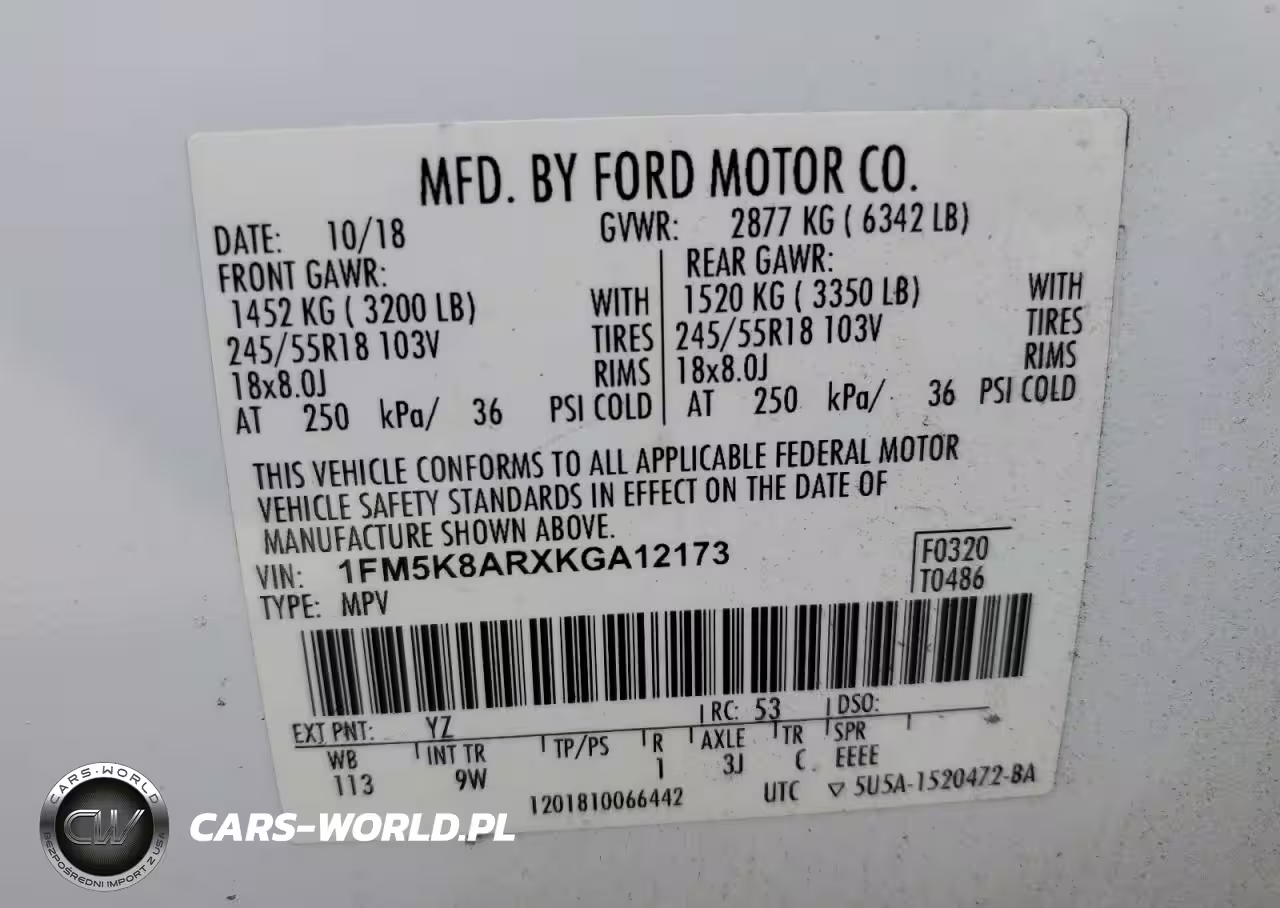 MFD. BY FORD MOTOR CO.
DATE: 10/18 GVWR: 2877 KG ( 6342 LB)
FRONT GAWR: REAR GAWR:
1452 KG ( 3200 LB) WITH 1520 KG ( 3350 LB) WITH
245/55R18 103V TIRES 245/55R18 103V TIRES
18x8.0J RIMS 18x8.0J RIMS
AT 250 kPa/ 36 PSI COLD AT 250 kPa/ 36 PSI COLD
THIS VEHICLE CONFORMS TO ALL APPLICABLE FEDERAL MOTOR
VEHICLE SAFETY STANDARDS IN EFFECT ON THE DATE OF
MANUFACTURE SHOWN ABOVE.
VIN: 1FM5K8ARXKGA12173 F0320
TYPE: MPV T0486
EXT PNT: YZ RC: 53 DSO:
WB INT TR TP/PS R AXLE TR SPR
113 9W 1 3J C EEEE
1201810066442 UTC ▽ 5U5A-1520472-BA
CARS-WORLD
CW
BEZPOŚREDNI IMPORT Z USA
CARS-WORLD.PL